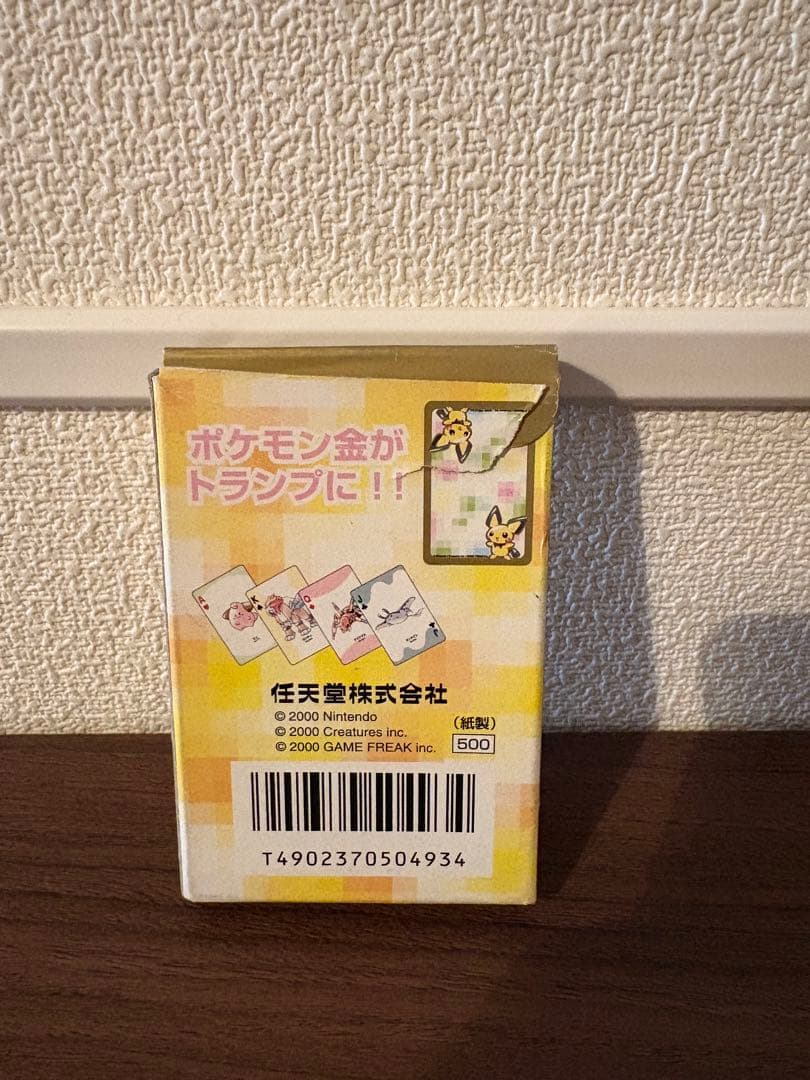 ポケモン金が
トランプに!!
A
K
Q
J
任天堂株式会社
© 2000 Nintendo
© 2000 Creatures inc.
© 2000 GAME FREAK inc.
(紙製)
500
T4902370504934